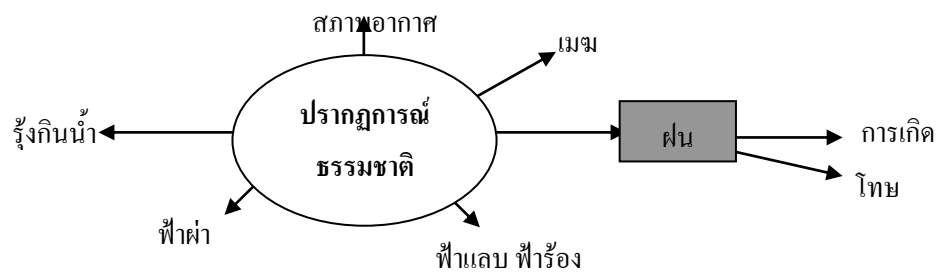 สภาพอากาศ
เมฆ
รุ้งกินน้ำ
ปรากฏการณ์
ธรรมชาติ
ฝน
การเกิด
โทษ
ฟ้าผ่า
ฟ้าแลบ ฟ้าร้อง